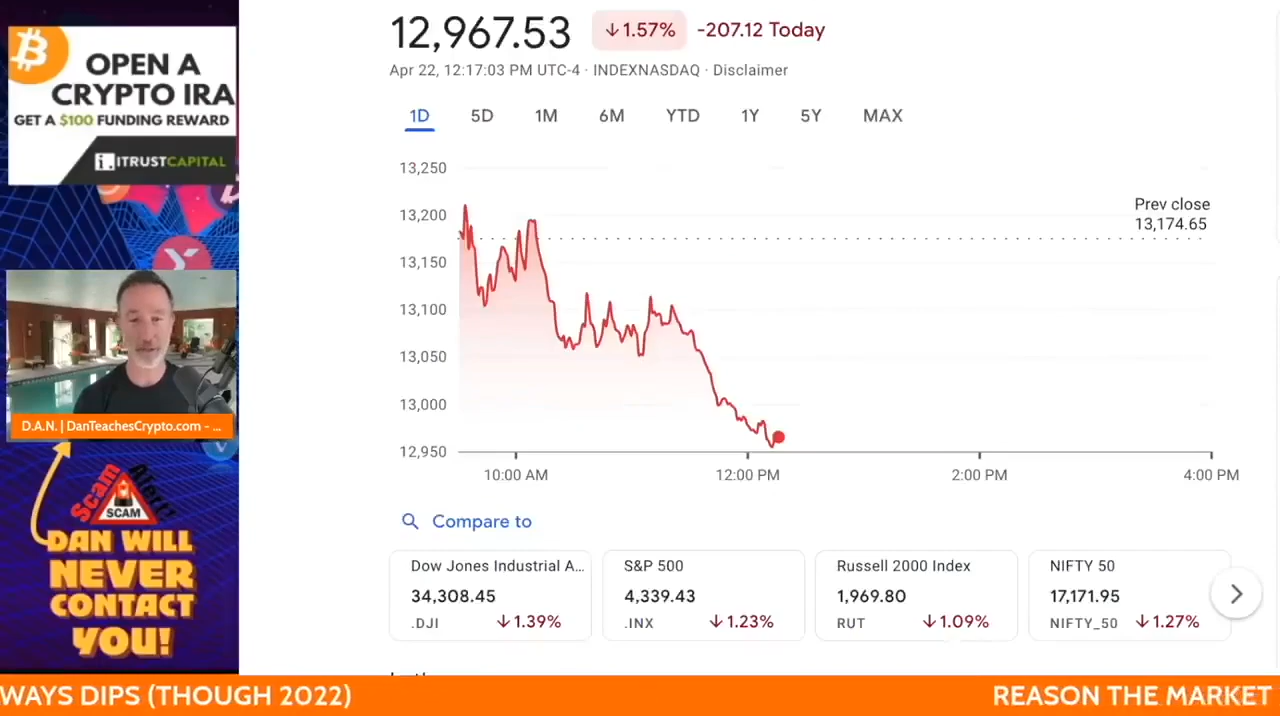 OPEN A
CRYPTO IRA
GET A $100 FUNDING REWARD
i. ITRUSTCAPITAL
D.A.N. | DanTeachesCrypto.com - ...
Scam Alert!
SCAM
DAN WILL
NEVER
CONTACT
YOU!
12,967.53 ↓1.57% -207.12 Today
Apr 22, 12:17:03 PM UTC-4 · INDEXNASDAQ · Disclaimer
1D 5D 1M 6M YTD 1Y 5Y MAX
13,250
13,200
13,150
13,100
13,050
13,000
12,950
Prev close
13,174.65
10:00 AM 12:00 PM 2:00 PM 4:00 PM
Compare to
Dow Jones Industrial A...
34,308.45
.DJI ↓1.39%
S&P 500
4,339.43
.INX ↓1.23%
Russell 2000 Index
1,969.80
RUT ↓1.09%
NIFTY 50
17,171.95
NIFTY_50 ↓1.27%
WAYS DIPS (THOUGH 2022) REASON THE MARKET